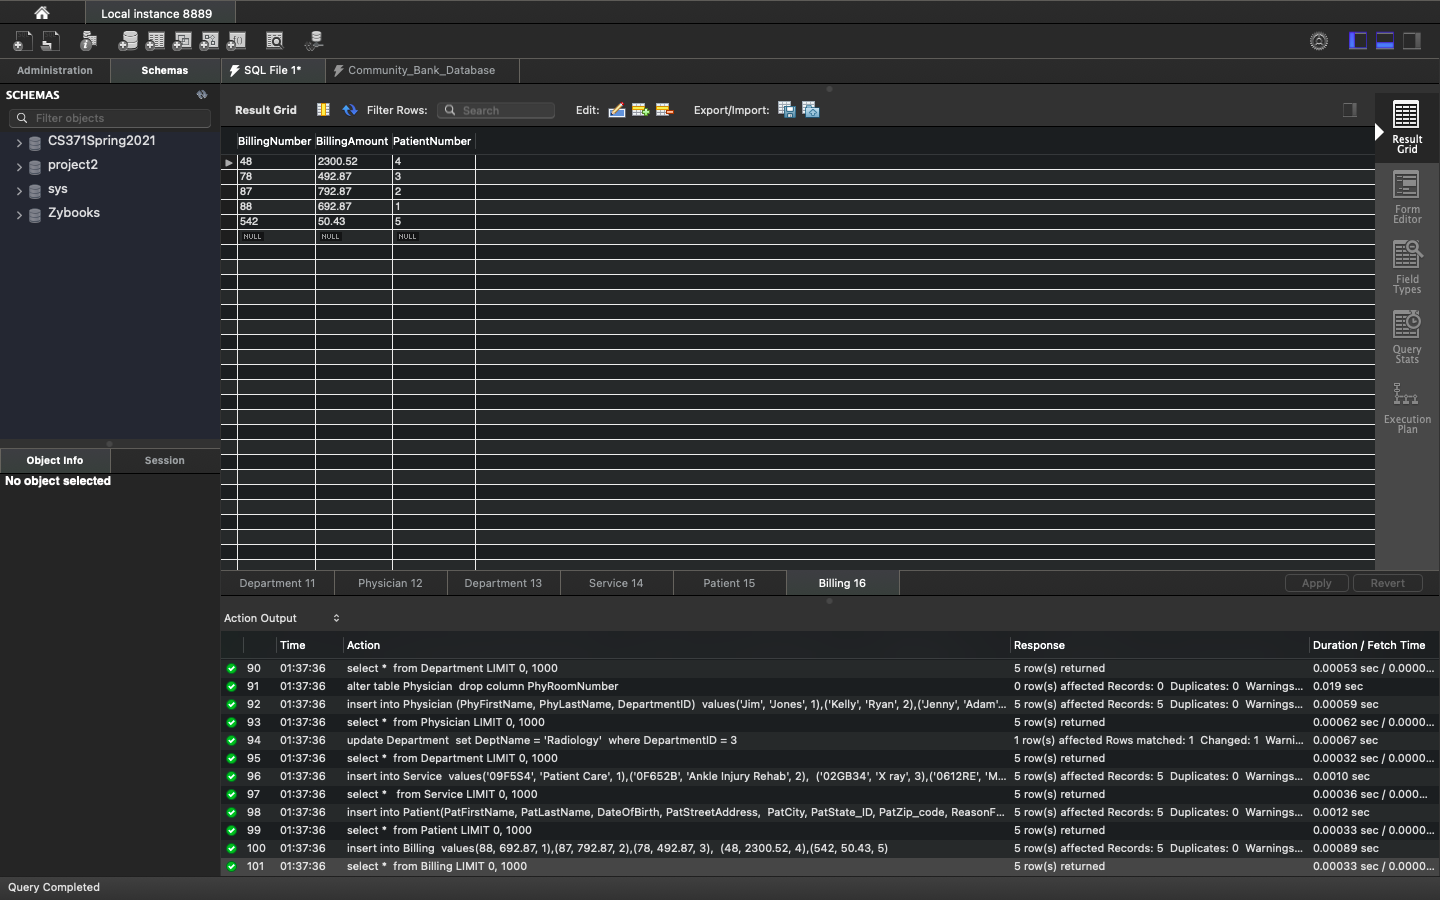 Local instance 8889
Administration
Schemas
SQL File 1*
Community_Bank_Database
SCHEMAS
Filter objects
CS371Spring2021
project2
sys
Zybooks
Object Info
Session
No object selected
Result Grid
Filter Rows:
Search
Edit:
Export/Import:
BillingNumber BillingAmount PatientNumber
48 2300.52 4
78 492.87 3
87 792.87 2
88 692.87 1
542 50.43 5
NULL NULL NULL
Result
Grid
Form
Editor
Field
Types
Query
Stats
Execution
Plan
Department 11
Physician 12
Department 13
Service 14
Patient 15
Billing 16
Apply
Revert
Action Output
Time Action Response Duration / Fetch Time
90 01:37:36 select * from Department LIMIT 0, 1000 5 row(s) returned 0.00053 sec / 0.0000...
91 01:37:36 alter table Physician drop column PhyRoomNumber 0 row(s) affected Records: 0 Duplicates: 0 Warnings... 0.019 sec
92 01:37:36 insert into Physician (PhyFirstName, PhyLastName, DepartmentID) values('Jim', 'Jones', 1),('Kelly', 'Ryan', 2),('Jenny', 'Adam'... 5 row(s) affected Records: 5 Duplicates: 0 Warnings... 0.00059 sec
93 01:37:36 select * from Physician LIMIT 0, 1000 5 row(s) returned 0.00062 sec / 0.0000...
94 01:37:36 update Department set DeptName = 'Radiology' where DepartmentID = 3 1 row(s) affected Rows matched: 1 Changed: 1 Warni... 0.00067 sec
95 01:37:36 select * from Department LIMIT 0, 1000 5 row(s) returned 0.00032 sec / 0.0000...
96 01:37:36 insert into Service values('09F5S4', 'Patient Care', 1),('0F652B', 'Ankle Injury Rehab', 2), ('02GB34', 'X ray', 3),('0612RE', 'M... 5 row(s) affected Records: 5 Duplicates: 0 Warnings... 0.0010 sec
97 01:37:36 select * from Service LIMIT 0, 1000 5 row(s) returned 0.00036 sec / 0.0000...
98 01:37:36 insert into Patient(PatFirstName, PatLastName, DateOfBirth, PatStreetAddress, PatCity, PatState_ID, PatZip_code, ReasonF... 5 row(s) affected Records: 5 Duplicates: 0 Warnings... 0.0012 sec
99 01:37:36 select * from Patient LIMIT 0, 1000 5 row(s) returned 0.00033 sec / 0.0000...
100 01:37:36 insert into Billing values(88, 692.87, 1),(87, 792.87, 2),(78, 492.87, 3), (48, 2300.52, 4),(542, 50.43, 5) 5 row(s) affected Records: 5 Duplicates: 0 Warnings... 0.00089 sec
101 01:37:36 select * from Billing LIMIT 0, 1000 5 row(s) returned 0.00033 sec / 0.0000...
Query Completed